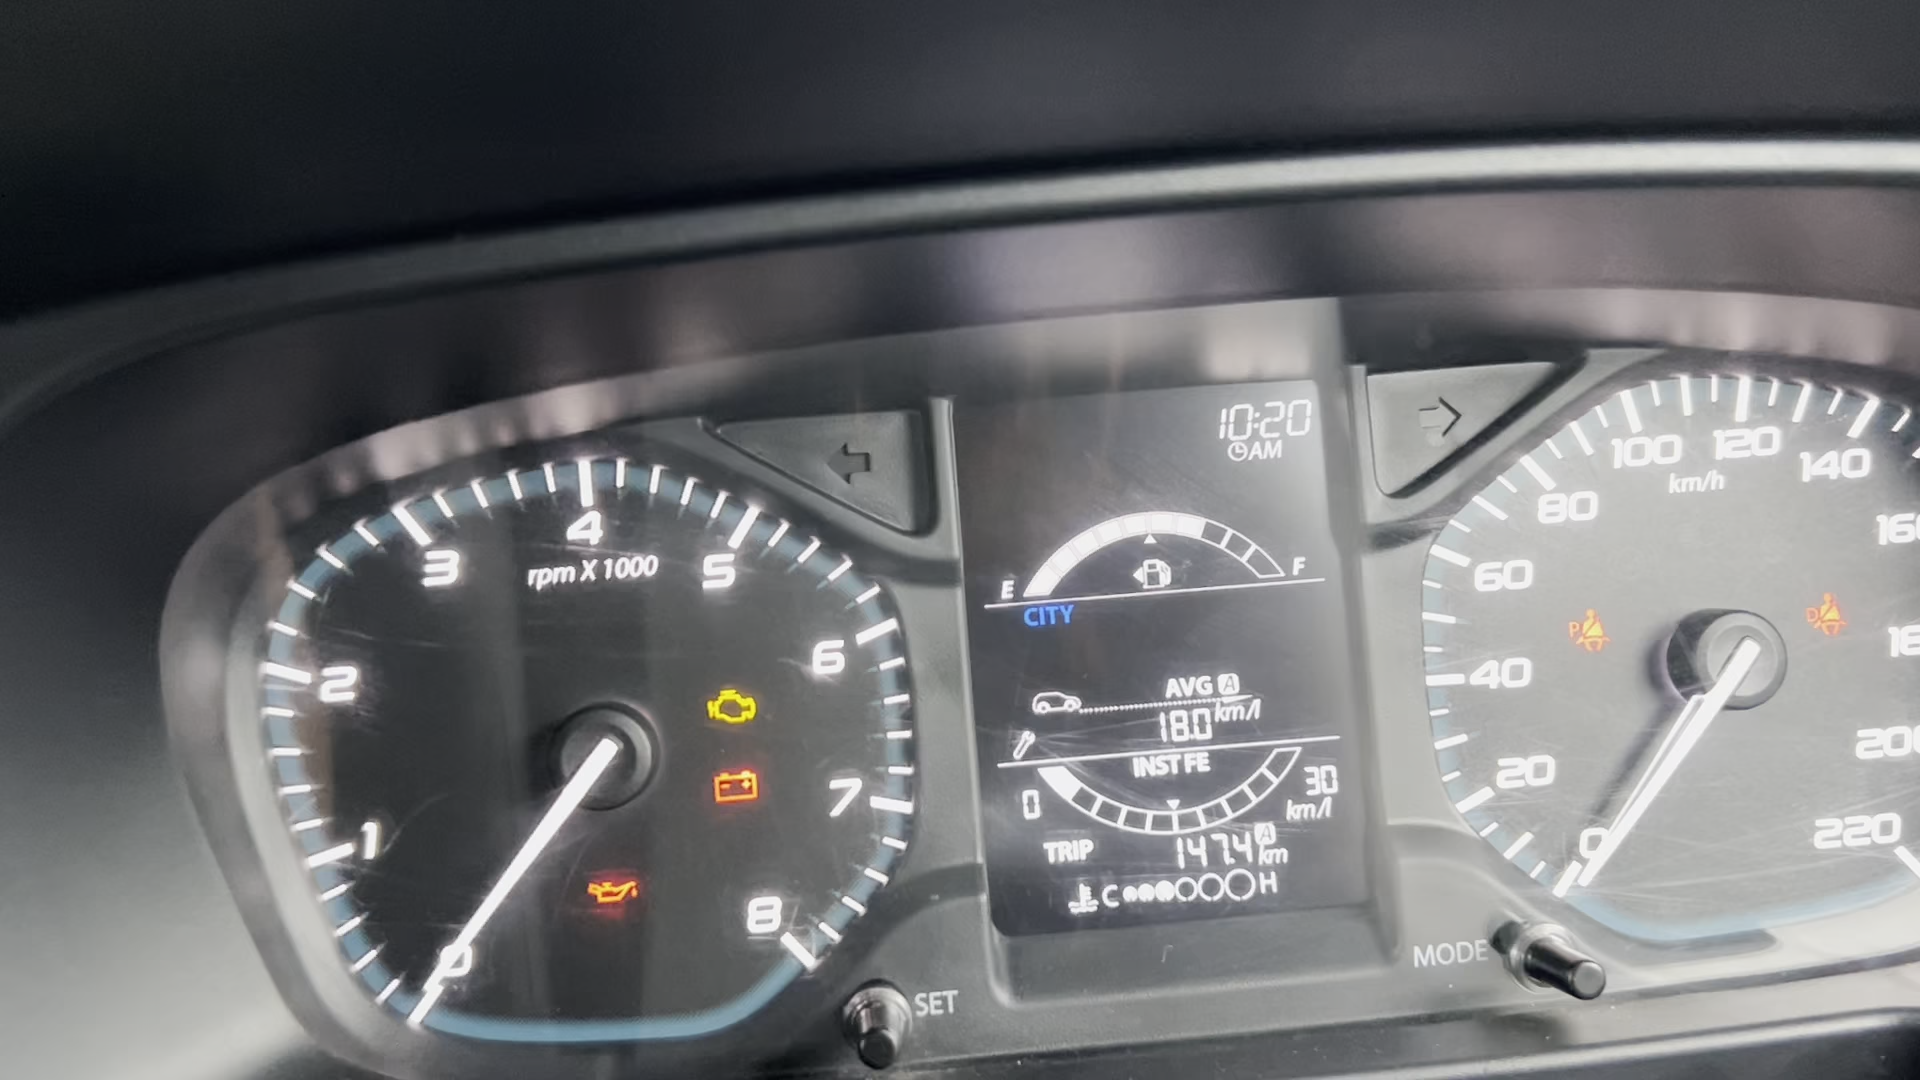 10:20
AM
E F
CITY
AVG A
18.0 km/l
INST FE
0 30
km/l
TRIP 147.4 A km
C H
0 1 2 3 4 5 6 7 8
rpm X 1000
0 20 40 60 80 100 120 140
km/h
200 220
P
D
SET
MODE